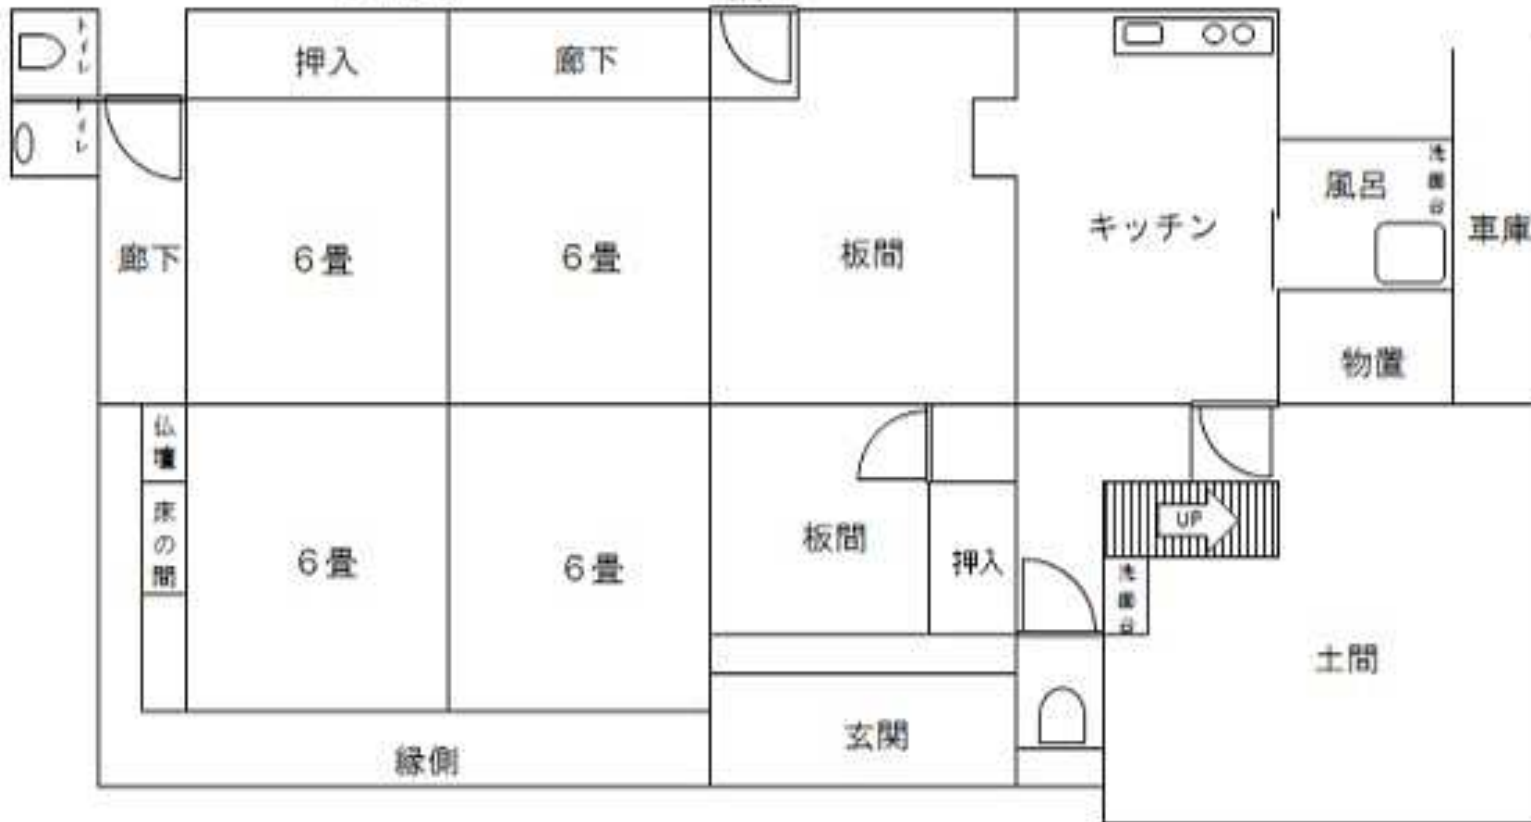 トイレ
押入
廊下
トイレ
廊下
6畳
6畳
板間
キッチン
風呂
洗面台
車庫
物置
仏壇
床の間
6畳
6畳
板間
押入
UP
洗面台
土間
玄関
縁側